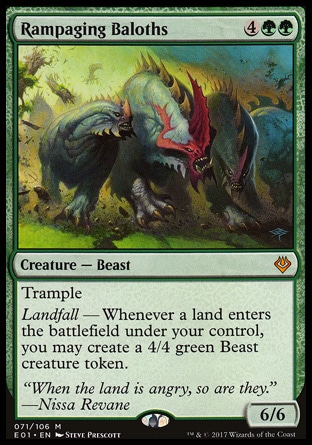 Rampaging Baloths 4
Creature — Beast
Trample
Landfall — Whenever a land enters
the battlefield under your control,
you may create a 4/4 green Beast
creature token.
“When the land is angry, so are they.”
—Nissa Revane
6/6
071/106 M
E01 • EN STEVE PRESCOTT
™ & © 2017 Wizards of the Coast